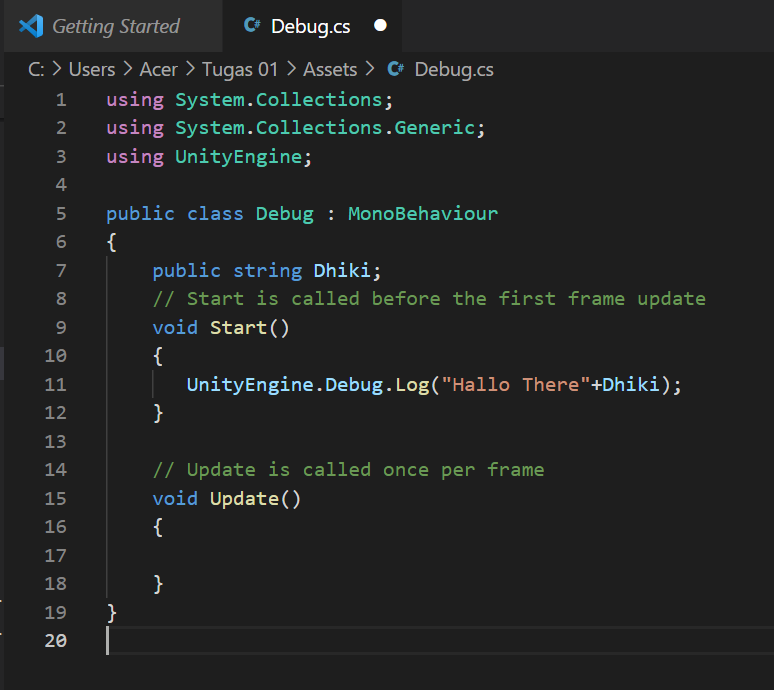 Getting Started
Debug.cs
C: > Users > Acer > Tugas 01 > Assets > Debug.cs
1 using System.Collections;
2 using System.Collections.Generic;
3 using UnityEngine;
4
5 public class Debug : MonoBehaviour
6 {
7     public string Dhiki;
8     // Start is called before the first frame update
9     void Start()
10     {
11        UnityEngine.Debug.Log("Hallo There"+Dhiki);
12     }
13
14     // Update is called once per frame
15     void Update()
16     {
17
18     }
19 }
20